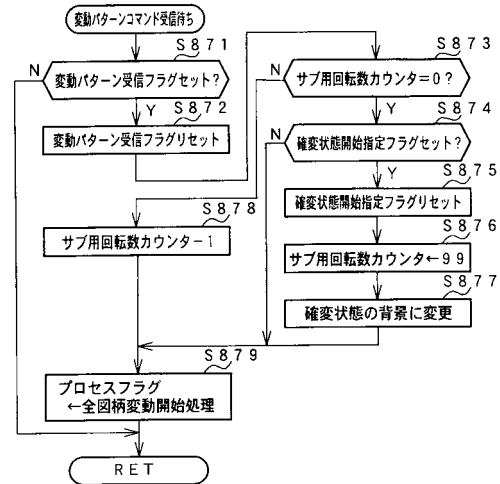 変動パターンコマンド受信待ち
S871
N
変動パターン受信フラグセット?
Y
S872
変動パターン受信フラグリセット
S873
N
サブ用回転数カウンタ=0?
Y
S874
N
確変状態開始指定フラグセット?
Y
S875
確変状態開始指定フラグリセット
S876
サブ用回転数カウンタ←99
S877
確変状態の背景に変更
S878
サブ用回転数カウンタ−1
S879
プロセスフラグ
←全図柄変動開始処理
RET